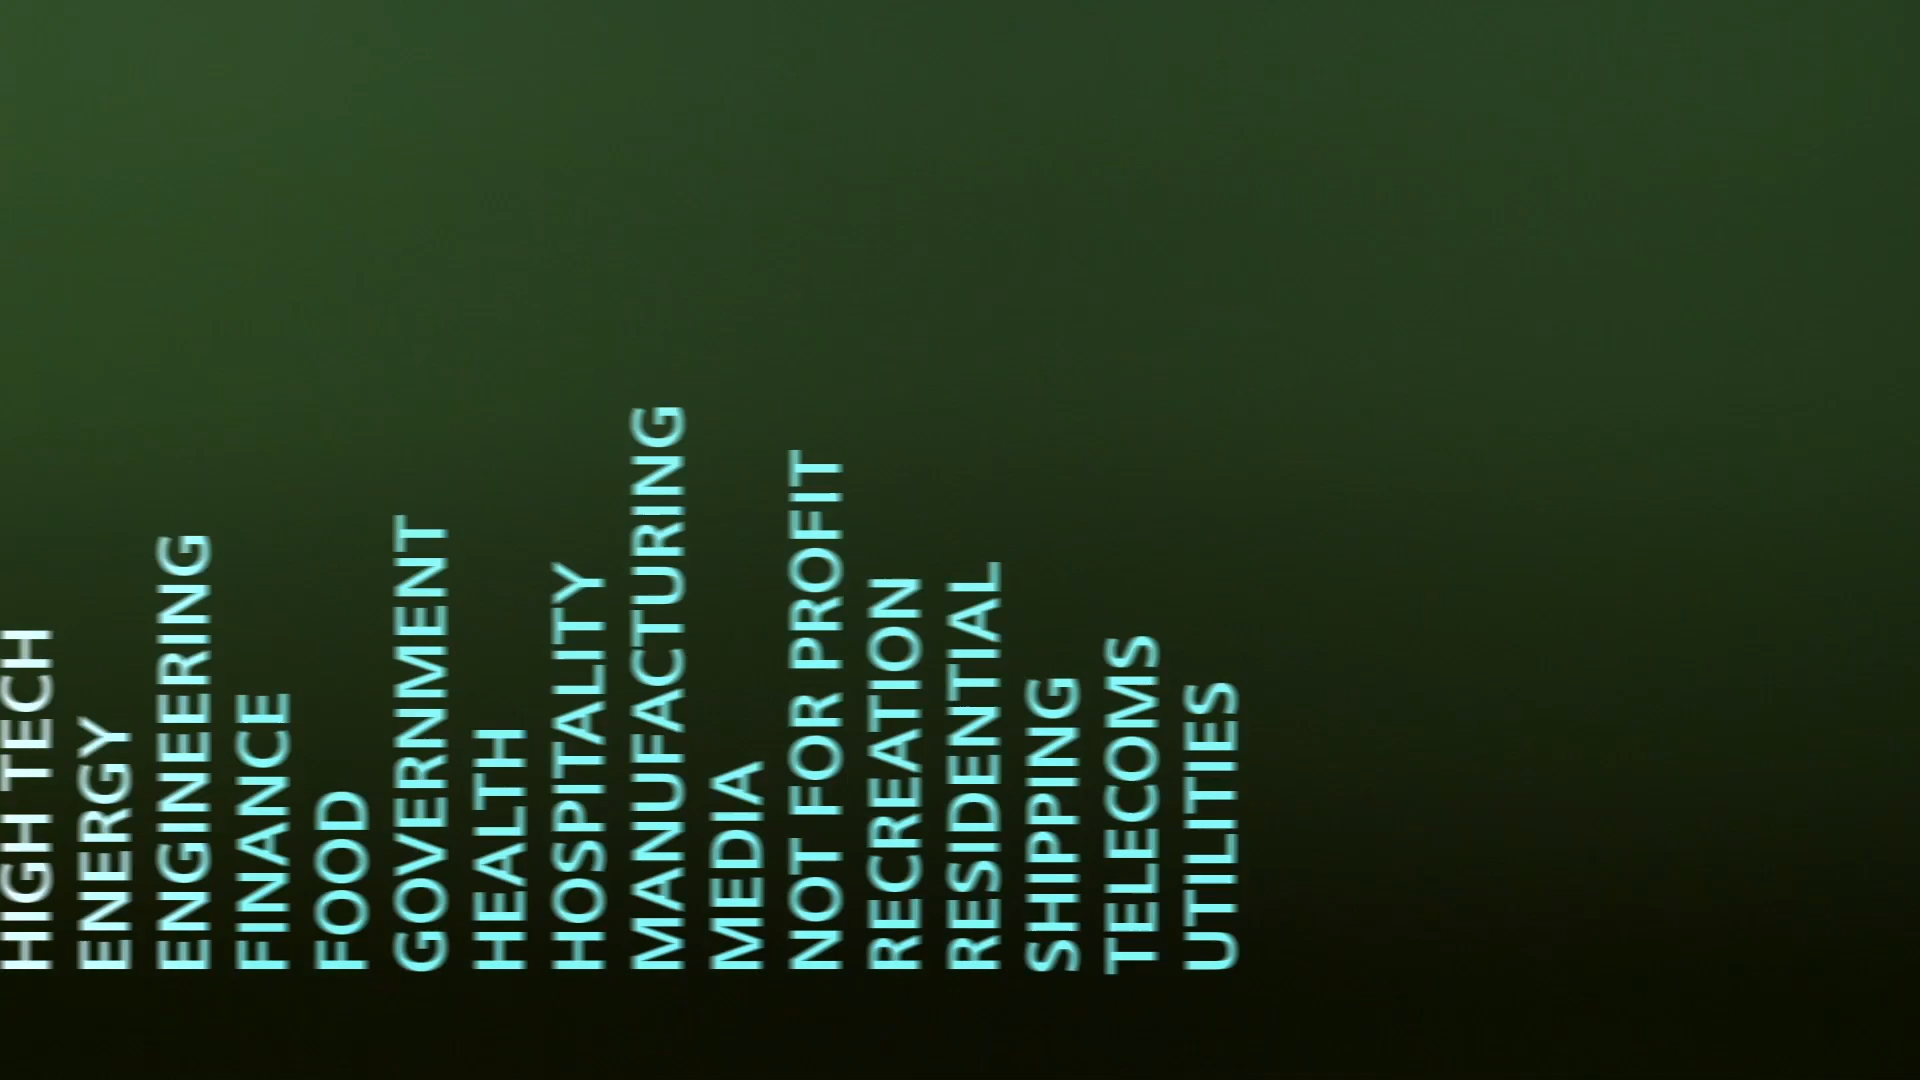 HIGH TECH
ENERGY
ENGINEERING
FINANCE
FOOD
GOVERNMENT
HEALTH
HOSPITALITY
MANUFACTURING
MEDIA
NOT FOR PROFIT
RECREATION
RESIDENTIAL
SHIPPING
TELECOMS
UTILITIES